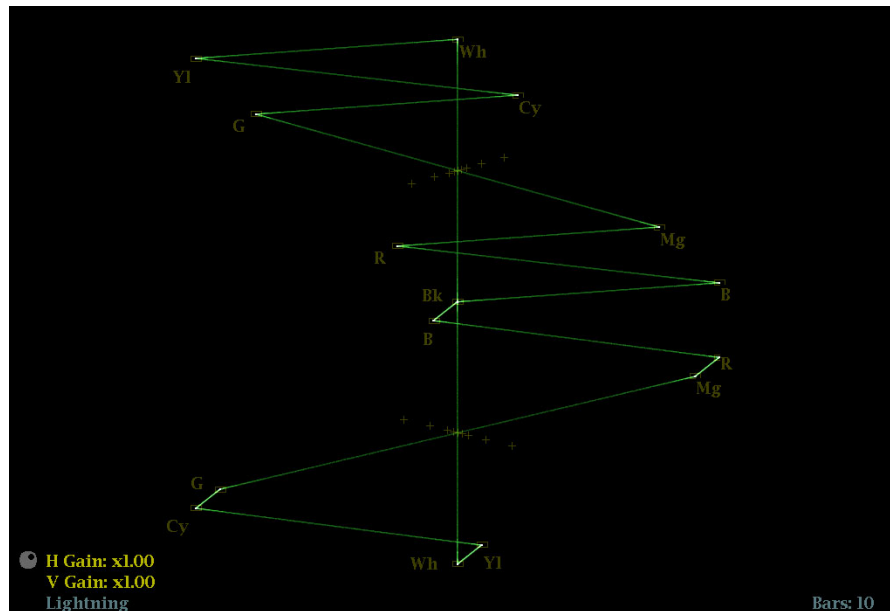 Wh
Yl
Cy
G
Mg
R
Bk
B
B
R
Mg
G
Cy
Wh
Yl
H Gain: x1.00
V Gain: x1.00
Lightning
Bars: 10